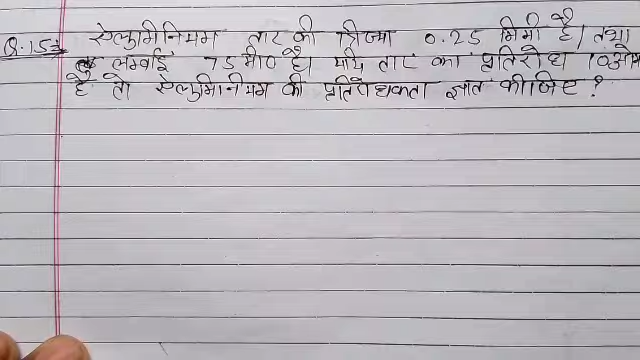 Q.15⇒ ऐल्युमिनियम तार की त्रिज्या 0.25 मिमी है। तथा
लम्बाई 75 मी० है। यदि तार का प्रतिरोध 10 ओम
है तो ऐल्युमिनियम की प्रतिरोधकता ज्ञात कीजिए ?